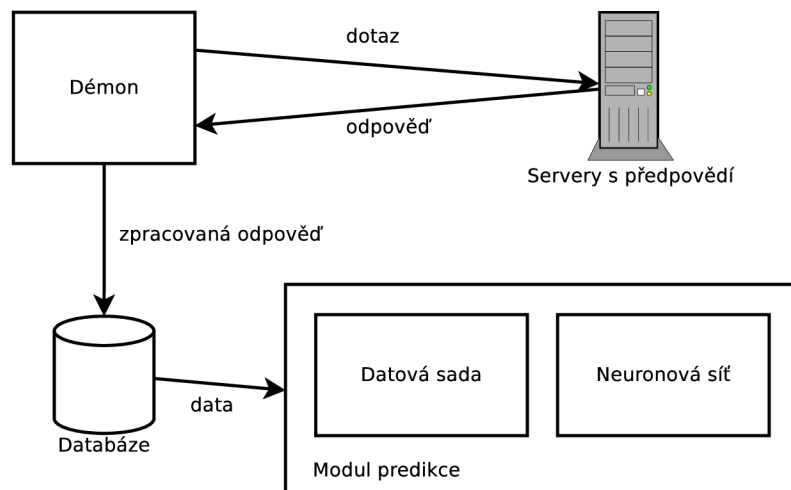 dotaz
Démon
odpověď
Servery s předpovědí
zpracovaná odpověď
Datová sada
Neuronová síť
data
Databáze
Modul predikce